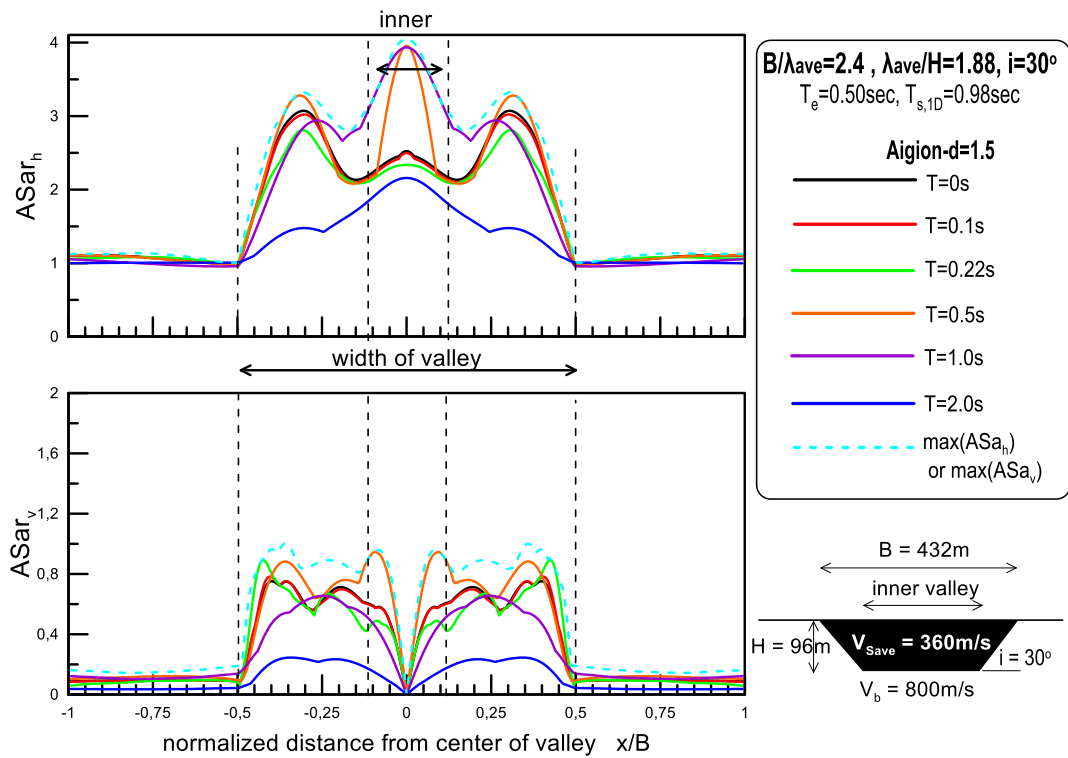 inner
4
3
2
1
0
ASar_h
width of valley
2
1,6
1,2
0,8
0,4
0
ASar_v
-1 -0,75 -0,5 -0,25 0 0,25 0,5 0,75 1
normalized distance from center of valley x/B
B/λave=2.4 , λave/H=1.88, i=30º
T_e=0.50sec, T_s,1D=0.98sec
Aigion-d=1.5
T=0s
T=0.1s
T=0.22s
T=0.5s
T=1.0s
T=2.0s
max(ASa_h)
or max(ASa_v)
B = 432m
inner valley
H = 96m
V_Save = 360m/s
i = 30º
V_b = 800m/s